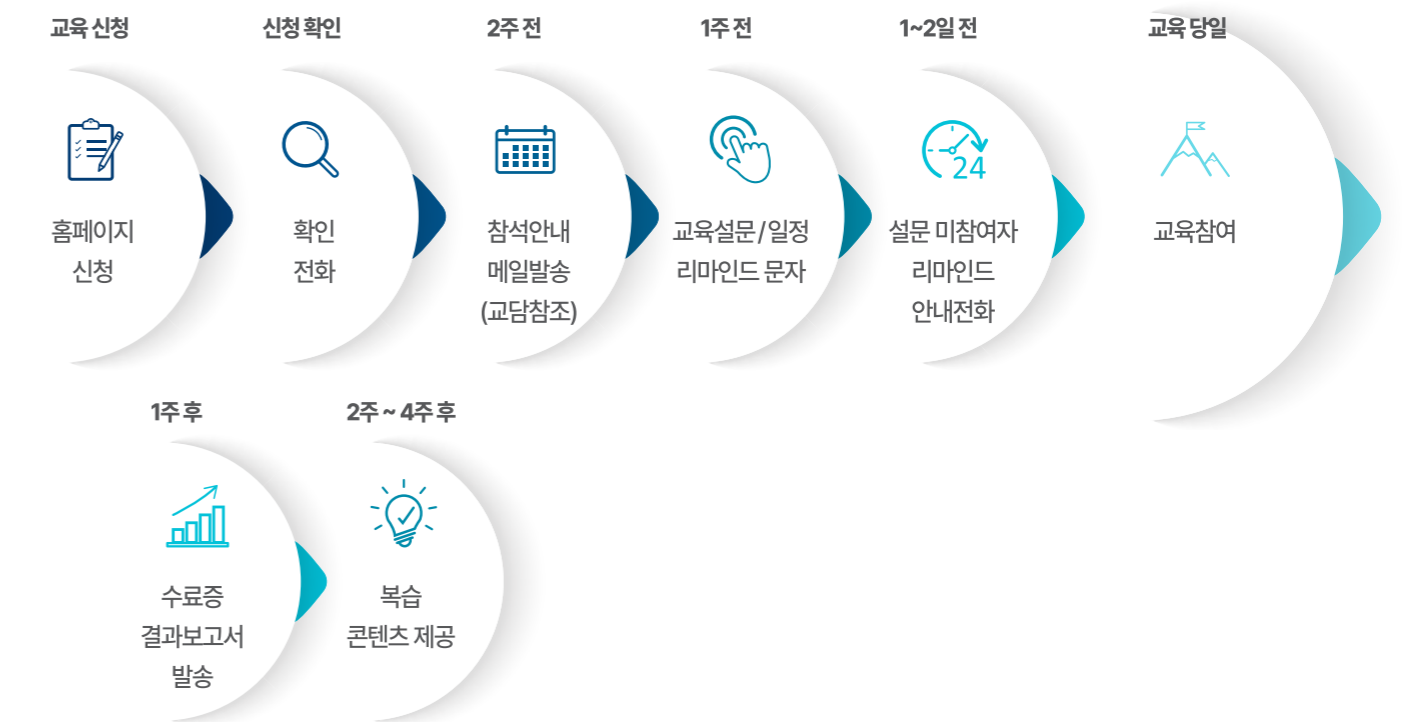 교육 신청
홈페이지
신청
신청 확인
확인
전화
2주 전
참석안내
메일발송
(교담참조)
1주 전
교육설문/일정
리마인드 문자
1~2일 전
24
설문 미참여자
리마인드
안내전화
교육 당일
교육참여
1주 후
수료증
결과보고서
발송
2주 ~ 4주 후
복습
콘텐츠 제공